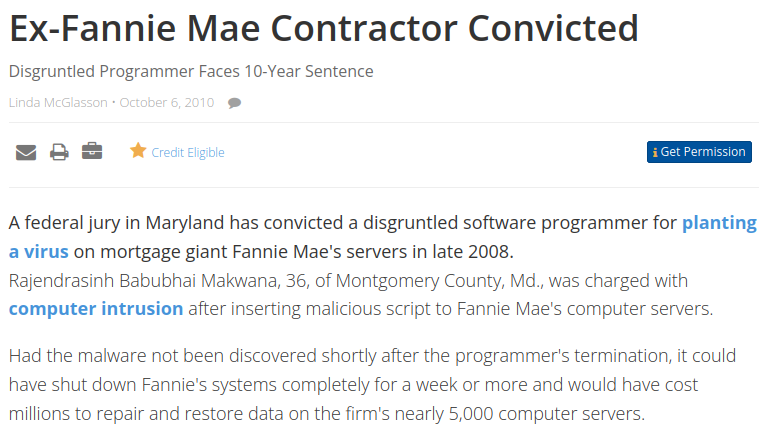 Ex-Fannie Mae Contractor Convicted
Disgruntled Programmer Faces 10-Year Sentence
Linda McGlasson • October 6, 2010
Credit Eligible
i Get Permission
A federal jury in Maryland has convicted a disgruntled software programmer for planting
a virus on mortgage giant Fannie Mae's servers in late 2008.
Rajendrasinh Babubhai Makwana, 36, of Montgomery County, Md., was charged with
computer intrusion after inserting malicious script to Fannie Mae's computer servers.
Had the malware not been discovered shortly after the programmer's termination, it could
have shut down Fannie's systems completely for a week or more and would have cost
millions to repair and restore data on the firm's nearly 5,000 computer servers.